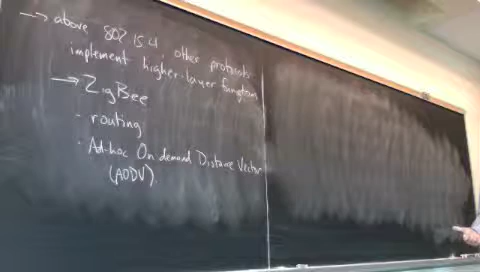 → above 802.15.4 other protocols
implement higher-layer functions
→ ZigBee
- routing
· Ad-hoc On demand Distance Vector
(AODV).